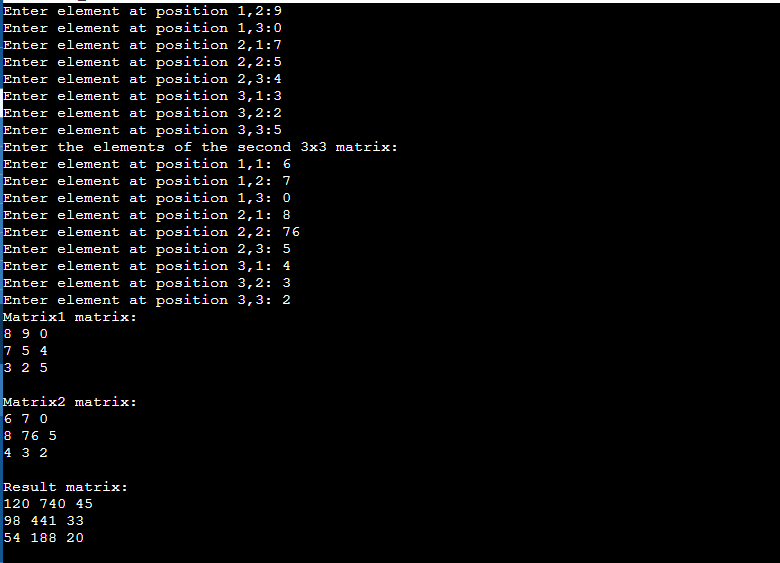 Enter element at position 1,2:9
Enter element at position 1,3:0
Enter element at position 2,1:7
Enter element at position 2,2:5
Enter element at position 2,3:4
Enter element at position 3,1:3
Enter element at position 3,2:2
Enter element at position 3,3:5
Enter the elements of the second 3x3 matrix:
Enter element at position 1,1: 6
Enter element at position 1,2: 7
Enter element at position 1,3: 0
Enter element at position 2,1: 8
Enter element at position 2,2: 76
Enter element at position 2,3: 5
Enter element at position 3,1: 4
Enter element at position 3,2: 3
Enter element at position 3,3: 2
Matrix1 matrix:
8 9 0
7 5 4
3 2 5
Matrix2 matrix:
6 7 0
8 76 5
4 3 2
Result matrix:
120 740 45
98 441 33
54 188 20